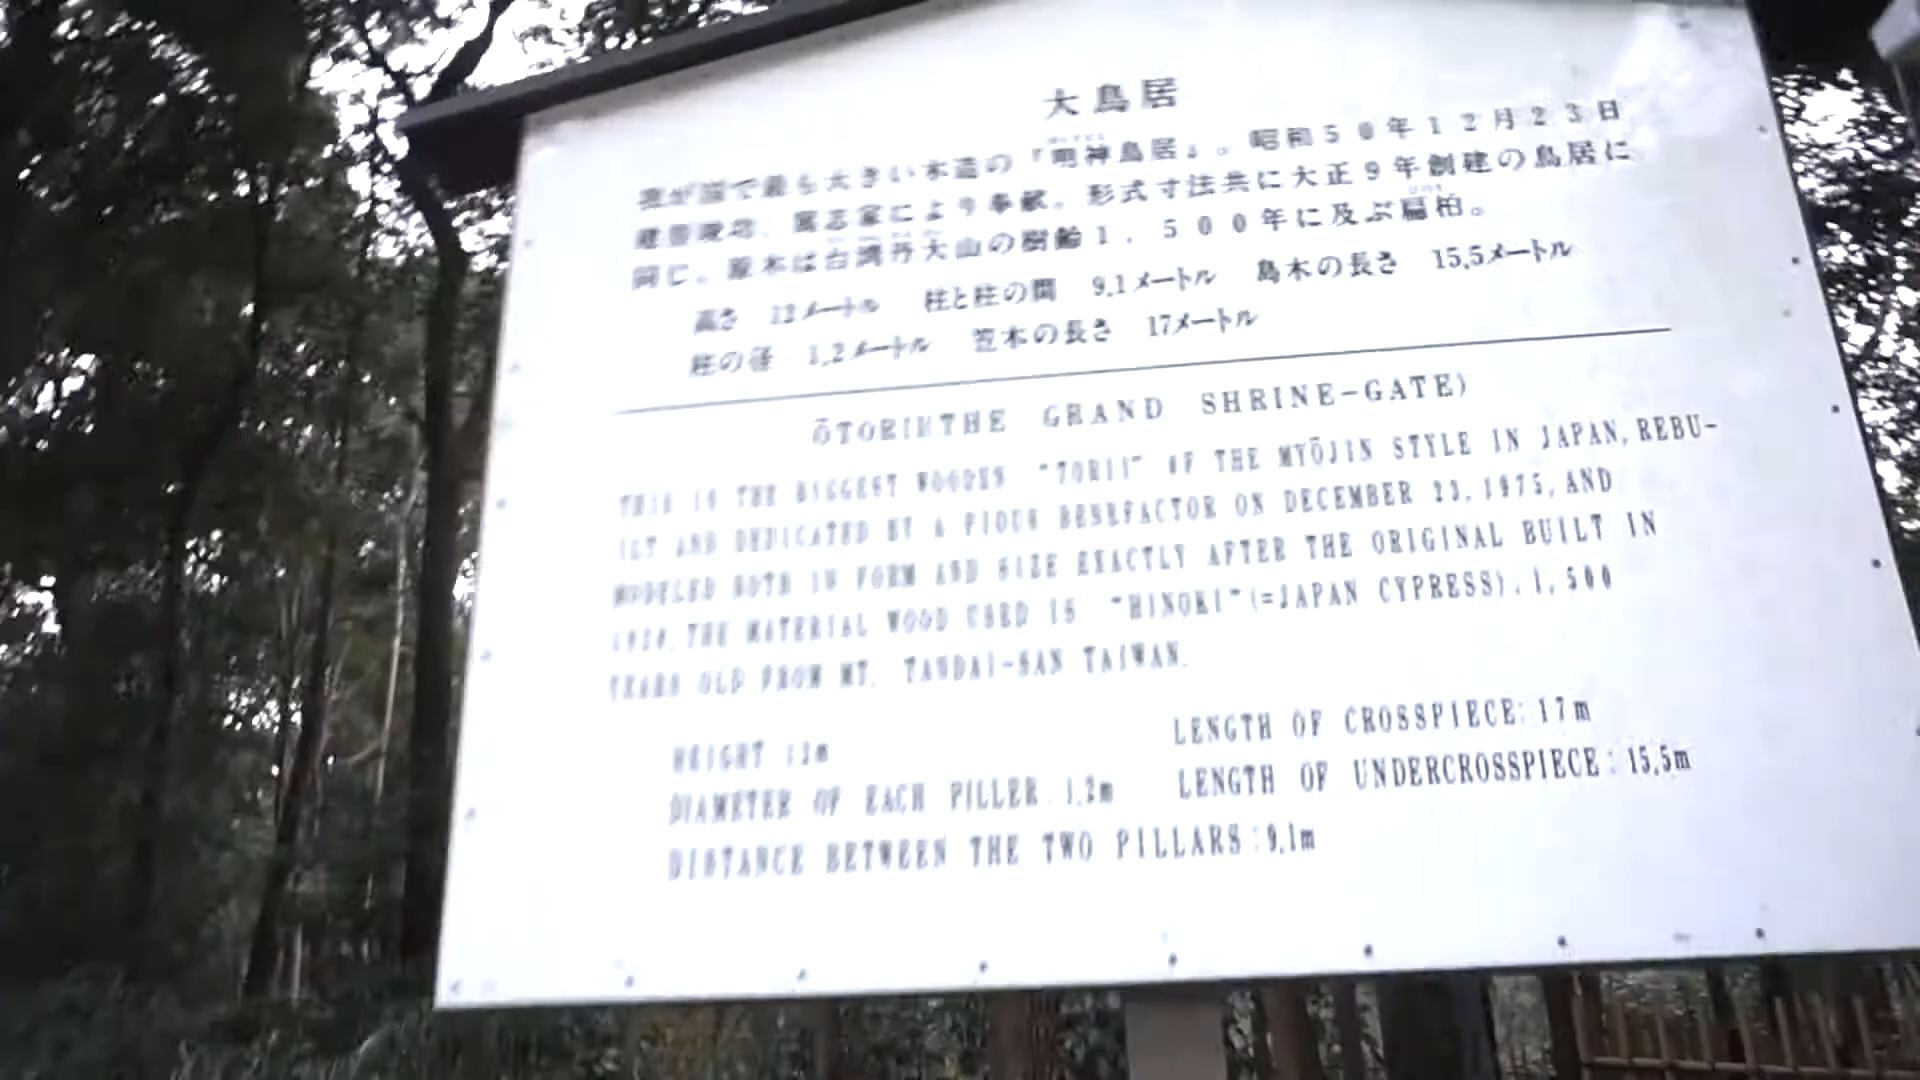 大鳥居
我が国で最も大きい木造の『明神鳥居』。昭和50年12月23日
建替竣功、篤志家により奉献。形式寸法共に大正9年創建の鳥居に
同じ。原木は台湾丹大山の樹齢1,500年に及ぶ扁柏。
高さ 12メートル 柱と柱の間 9.1メートル 島木の長さ 15.5メートル
柱の径 1.2メートル 笠木の長さ 17メートル
ŌTORII(THE GRAND SHRINE-GATE)
THIS IS THE BIGGEST WOODEN "TORII" OF THE MYŌJIN STYLE IN JAPAN, REBU-
ILT AND DEDICATED BY A PIOUS BENEFACTOR ON DECEMBER 23, 1975, AND
MODELED BOTH IN FORM AND SIZE EXACTLY AFTER THE ORIGINAL BUILT IN
1920. THE MATERIAL WOOD USED IS "HINOKI"(=JAPAN CYPRESS), 1,500
YEARS OLD FROM MT. TANDAI-SAN TAIWAN.
HEIGHT 12m
LENGTH OF CROSSPIECE: 17m
DIAMETER OF EACH PILLER: 1.2m
LENGTH OF UNDERCROSSPIECE: 15.5m
DISTANCE BETWEEN THE TWO PILLARS: 9.1m